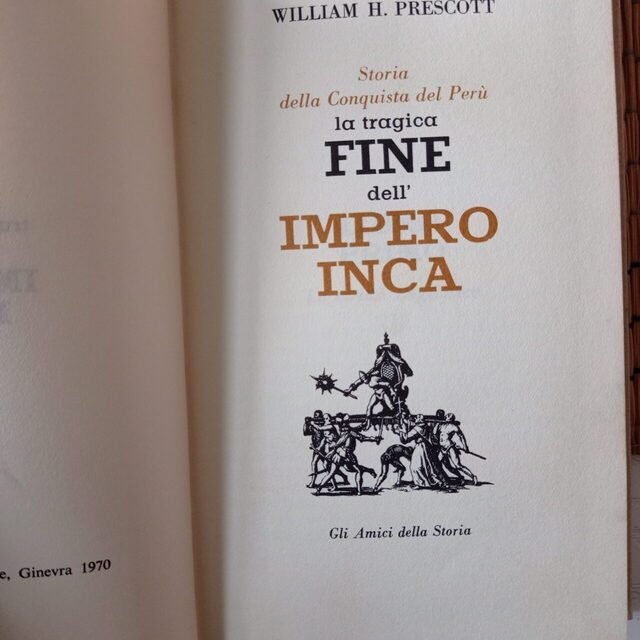 WILLIAM H. PRESCOTT
Storia
della Conquista del Perù
la tragica
FINE
dell'
IMPERO
INCA
Gli Amici della Storia
e, Ginevra 1970